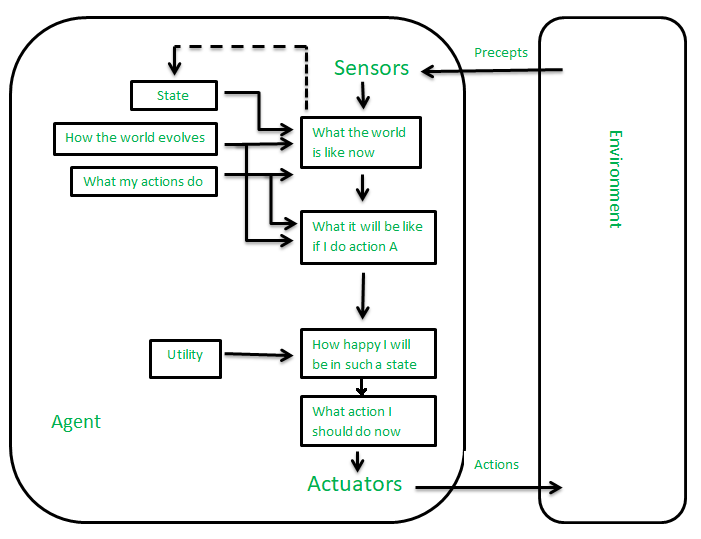 Sensors
Precepts
State
How the world evolves
What the world
is like now
What my actions do
Environment
What it will be like
if I do action A
How happy I will
be in such a state
Utility
What action I
should do now
Agent
Actuators
Actions